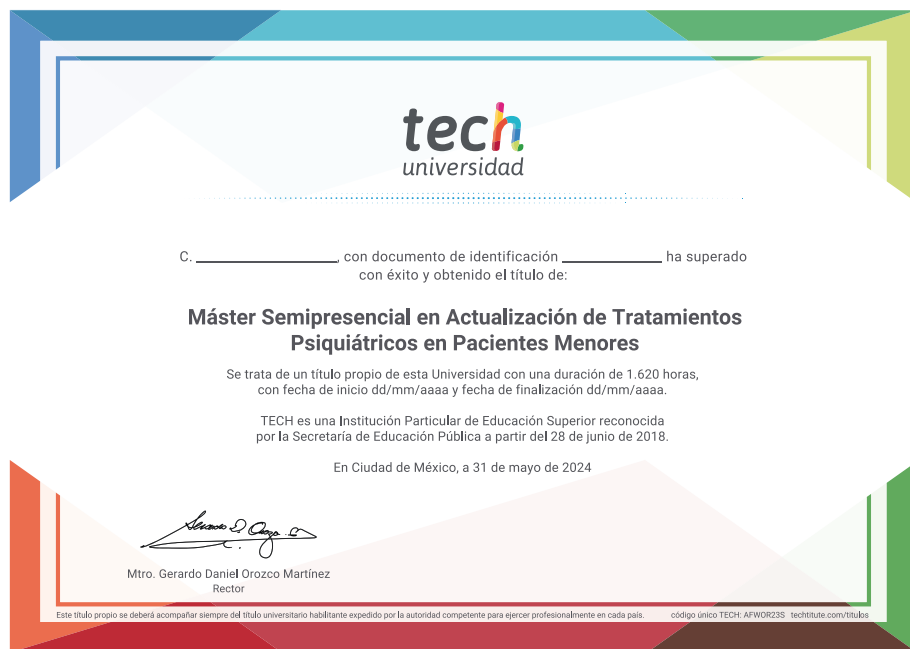 tech
universidad
C. ____________________, con documento de identificación ______________ ha superado
con éxito y obtenido el título de:
Máster Semipresencial en Actualización de Tratamientos
Psiquiátricos en Pacientes Menores
Se trata de un título propio de esta Universidad con una duración de 1.620 horas,
con fecha de inicio dd/mm/aaaa y fecha de finalización dd/mm/aaaa.
TECH es una Institución Particular de Educación Superior reconocida
por la Secretaría de Educación Pública a partir del 28 de junio de 2018.
En Ciudad de México, a 31 de mayo de 2024
Mtro. Gerardo Daniel Orozco Martínez
Rector
Este título propio se deberá acompañar siempre del título universitario habilitante expedido por la autoridad competente para ejercer profesionalmente en cada país. código único TECH: AFWOR23S techtitute.com/titulos